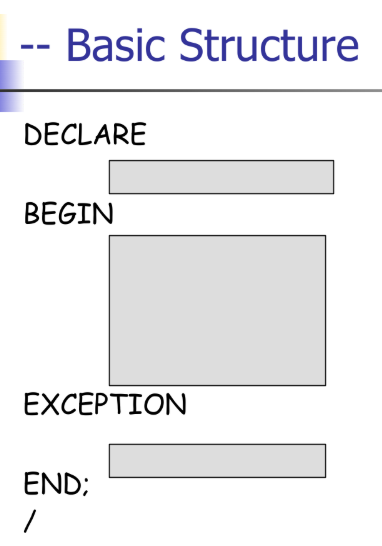 -- Basic Structure
DECLARE
BEGIN
EXCEPTION
END;
/